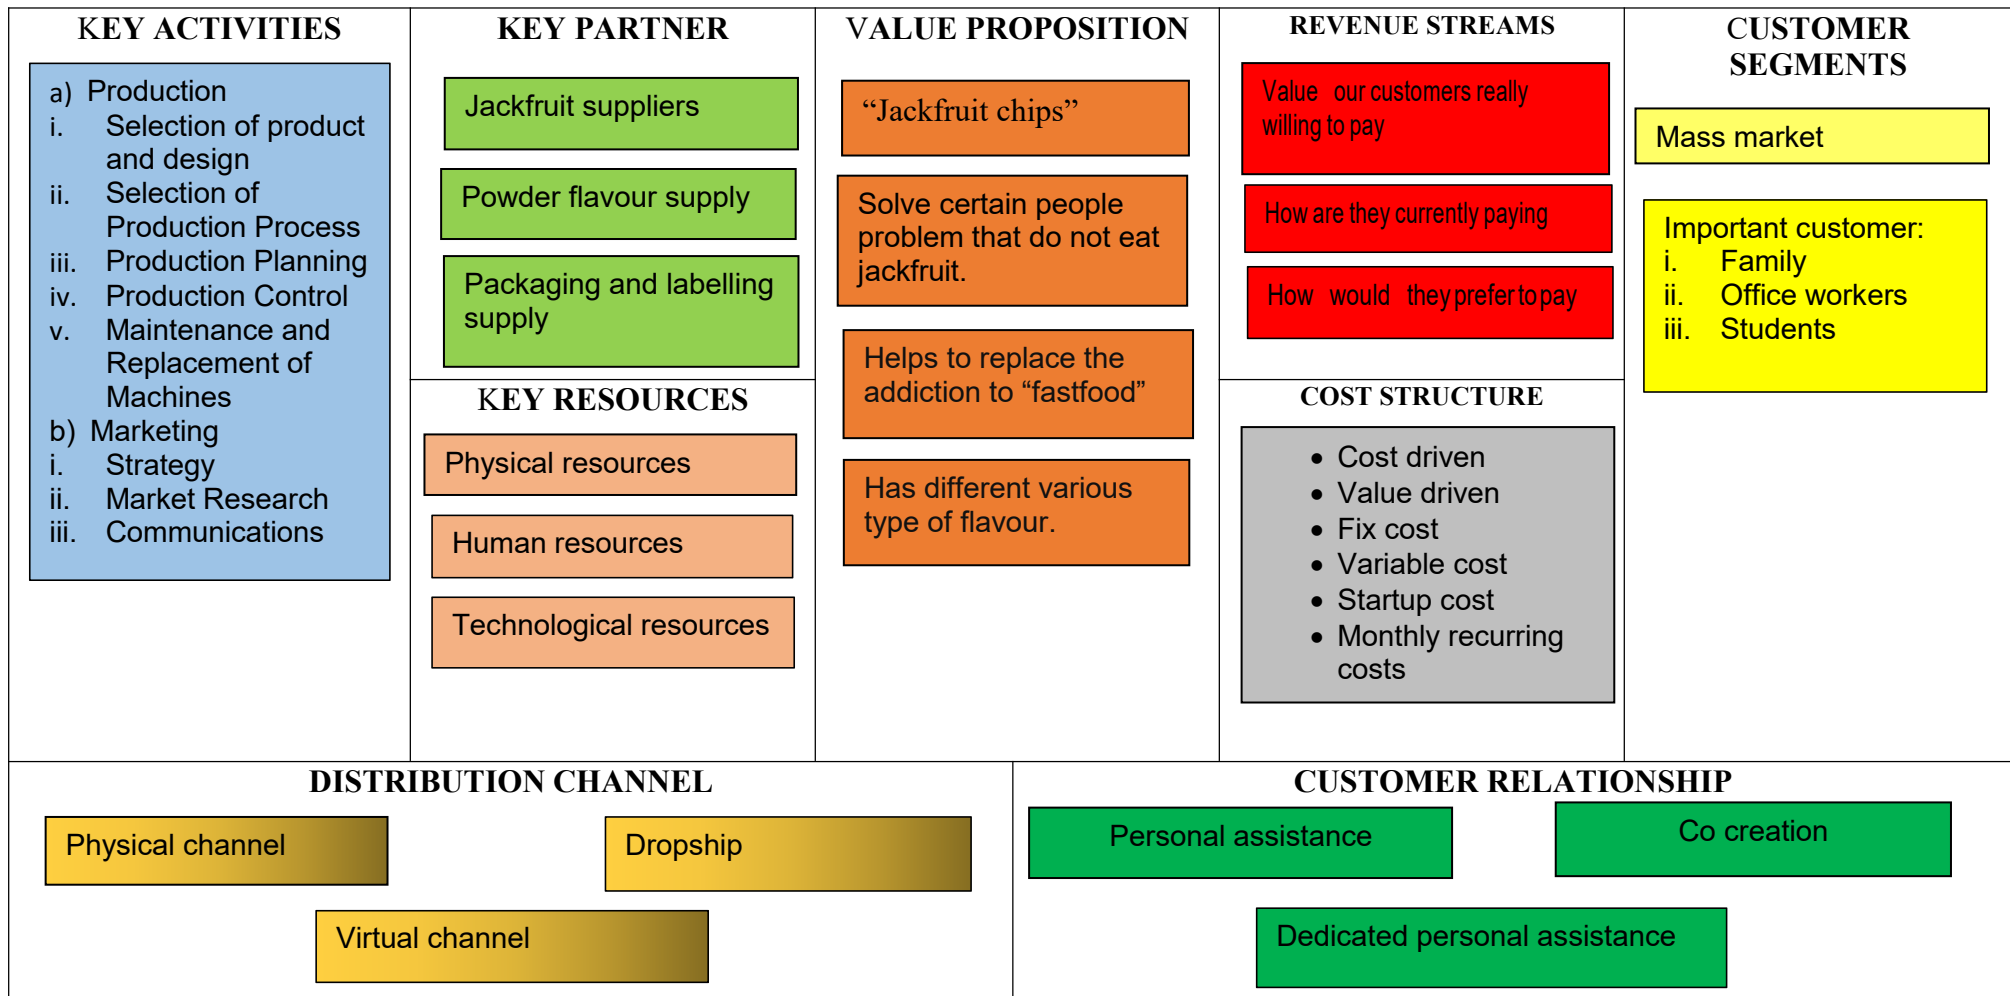 KEY ACTIVITIES
a) Production
i. Selection of product
and design
ii. Selection of
Production Process
iii. Production Planning
iv. Production Control
v. Maintenance and
Replacement of
Machines
b) Marketing
i. Strategy
ii. Market Research
iii. Communications
KEY PARTNER
Jackfruit suppliers
Powder flavour supply
Packaging and labelling
supply
KEY RESOURCES
Physical resources
Human resources
Technological resources
VALUE PROPOSITION
“Jackfruit chips”
Solve certain people
problem that do not eat
jackfruit.
Helps to replace the
addiction to “fastfood”
Has different various
type of flavour.
REVENUE STREAMS
Value our customers really
willing to pay
How are they currently paying
How would they prefer to pay
COST STRUCTURE
• Cost driven
• Value driven
• Fix cost
• Variable cost
• Startup cost
• Monthly recurring
costs
CUSTOMER
SEGMENTS
Mass market
Important customer:
i. Family
ii. Office workers
iii. Students
DISTRIBUTION CHANNEL
Physical channel
Dropship
Virtual channel
CUSTOMER RELATIONSHIP
Personal assistance
Co creation
Dedicated personal assistance